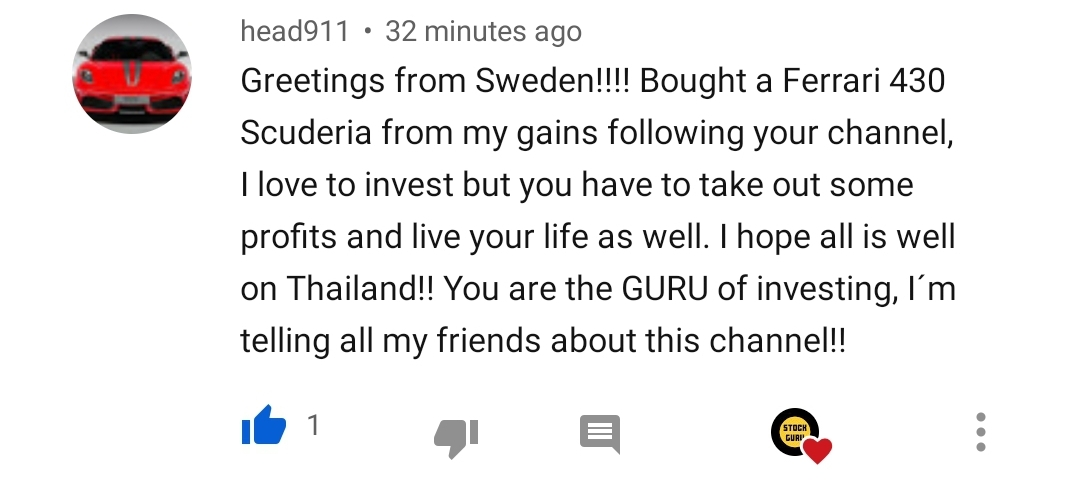 head911 • 32 minutes ago
Greetings from Sweden!!!! Bought a Ferrari 430
Scuderia from my gains following your channel,
I love to invest but you have to take out some
profits and live your life as well. I hope all is well
on Thailand!! You are the GURU of investing, I´m
telling all my friends about this channel!!
1
STOCK
GURU